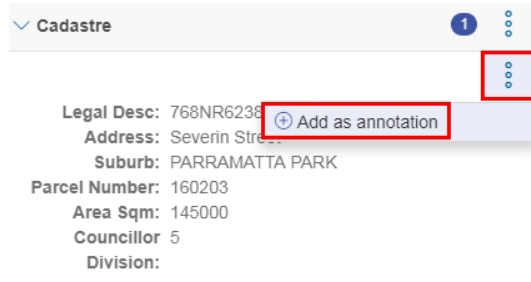 Cadastre 1
Legal Desc: 768NR6238
Add as annotation
Address: Severin Street
Suburb: PARRAMATTA PARK
Parcel Number: 160203
Area Sqm: 145000
Councillor 5
Division: